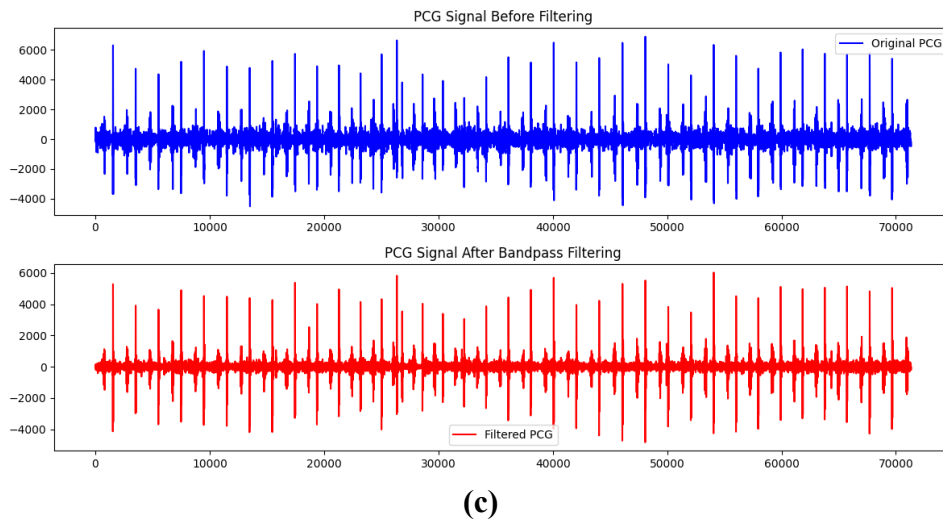 PCG Signal Before Filtering
6000
4000
2000
0
−2000
−4000
Original PCG
0 10000 20000 30000 40000 50000 60000 70000
PCG Signal After Bandpass Filtering
6000
4000
2000
0
−2000
−4000
Filtered PCG
0 10000 20000 30000 40000 50000 60000 70000
(c)